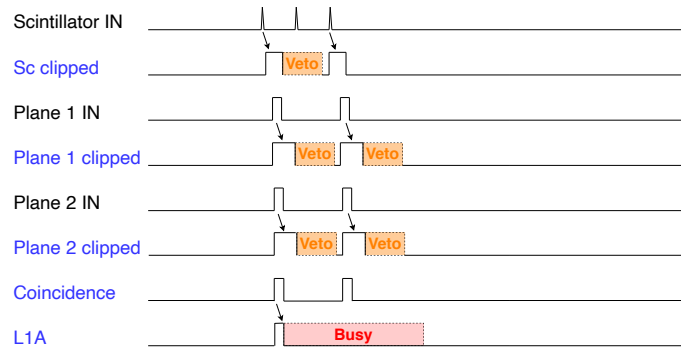 Scintillator IN
Sc clipped
Veto
Plane 1 IN
Plane 1 clipped
Veto Veto
Plane 2 IN
Plane 2 clipped
Veto Veto
Coincidence
L1A
Busy